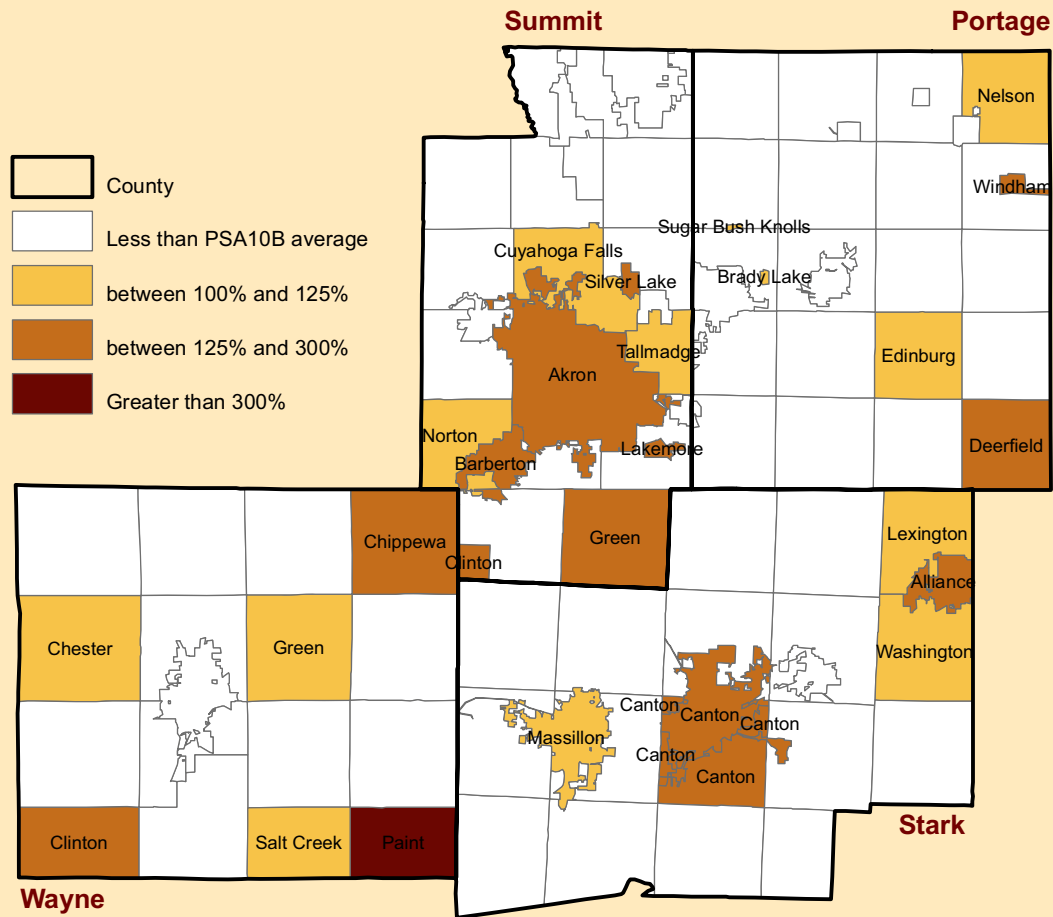 Summit
Portage
Nelson
County
Windham
Less than PSA10B average
Sugar Bush Knolls
Cuyahoga Falls
Silver Lake
Brady Lake
between 100% and 125%
between 125% and 300%
Tallmadge
Edinburg
Akron
Greater than 300%
Norton
Lakemore
Deerfield
Barberton
Chippewa
Green
Lexington
Clinton
Alliance
Chester
Green
Washington
Canton
Canton
Canton
Massillon
Canton
Canton
Stark
Clinton
Salt Creek
Paint
Wayne